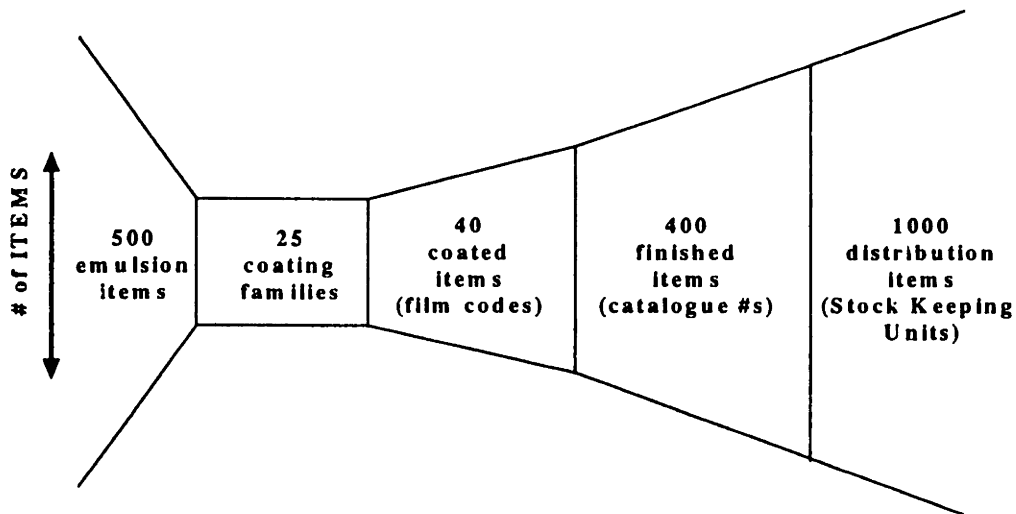 # of ITEMS
500
emulsion
items
25
coating
families
40
coated
items
(film codes)
400
finished
items
(catalogue #s)
1000
distribution
items
(Stock Keeping
Units)